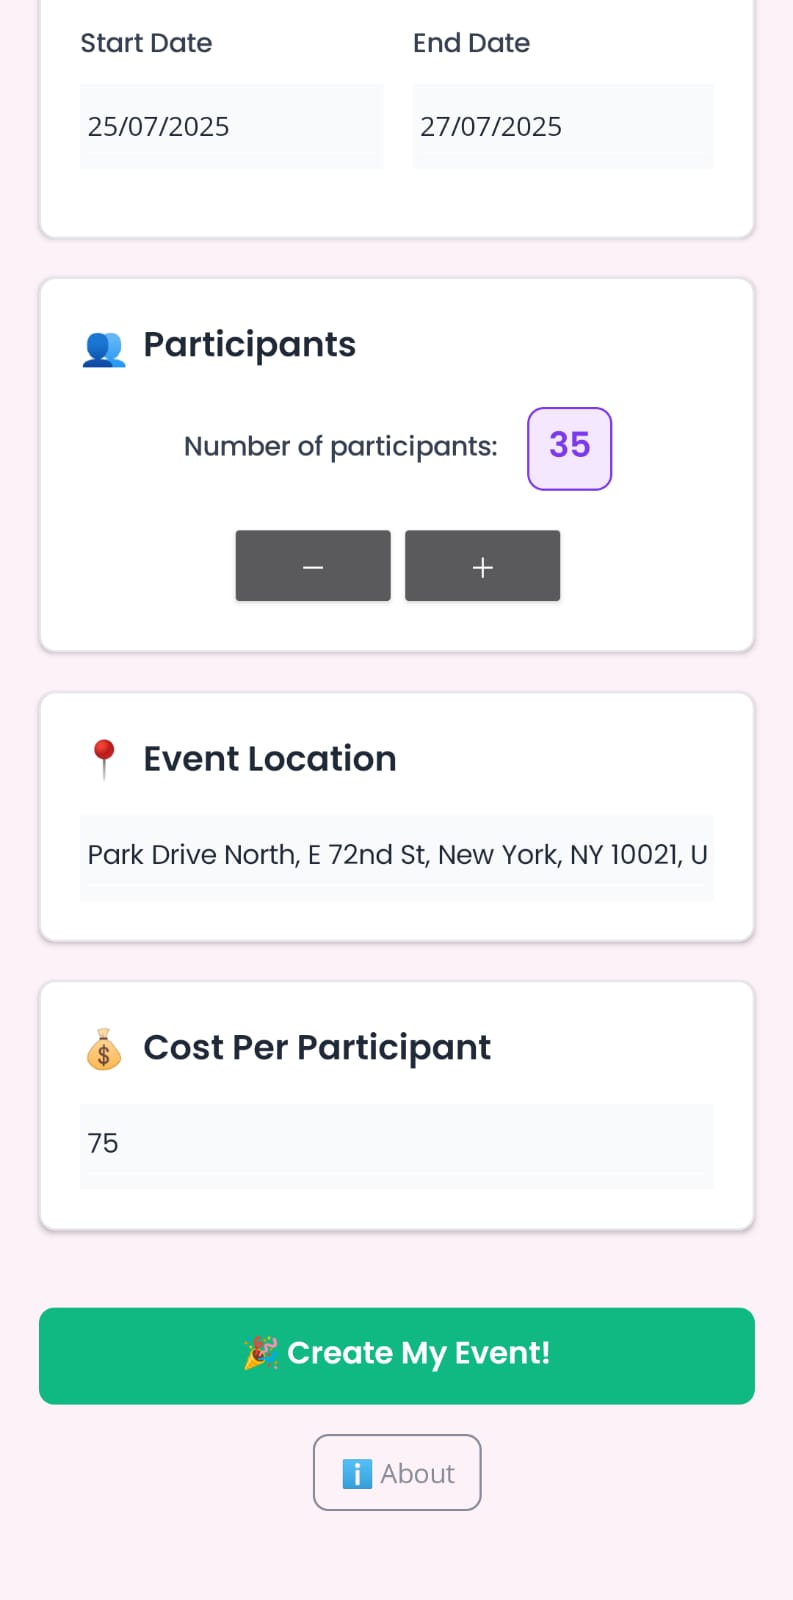 Start Date End Date
25/07/2025 27/07/2025
Participants
Number of participants: 35
− +
Event Location
Park Drive North, E 72nd St, New York, NY 10021, U
Cost Per Participant
75
Create My Event!
About